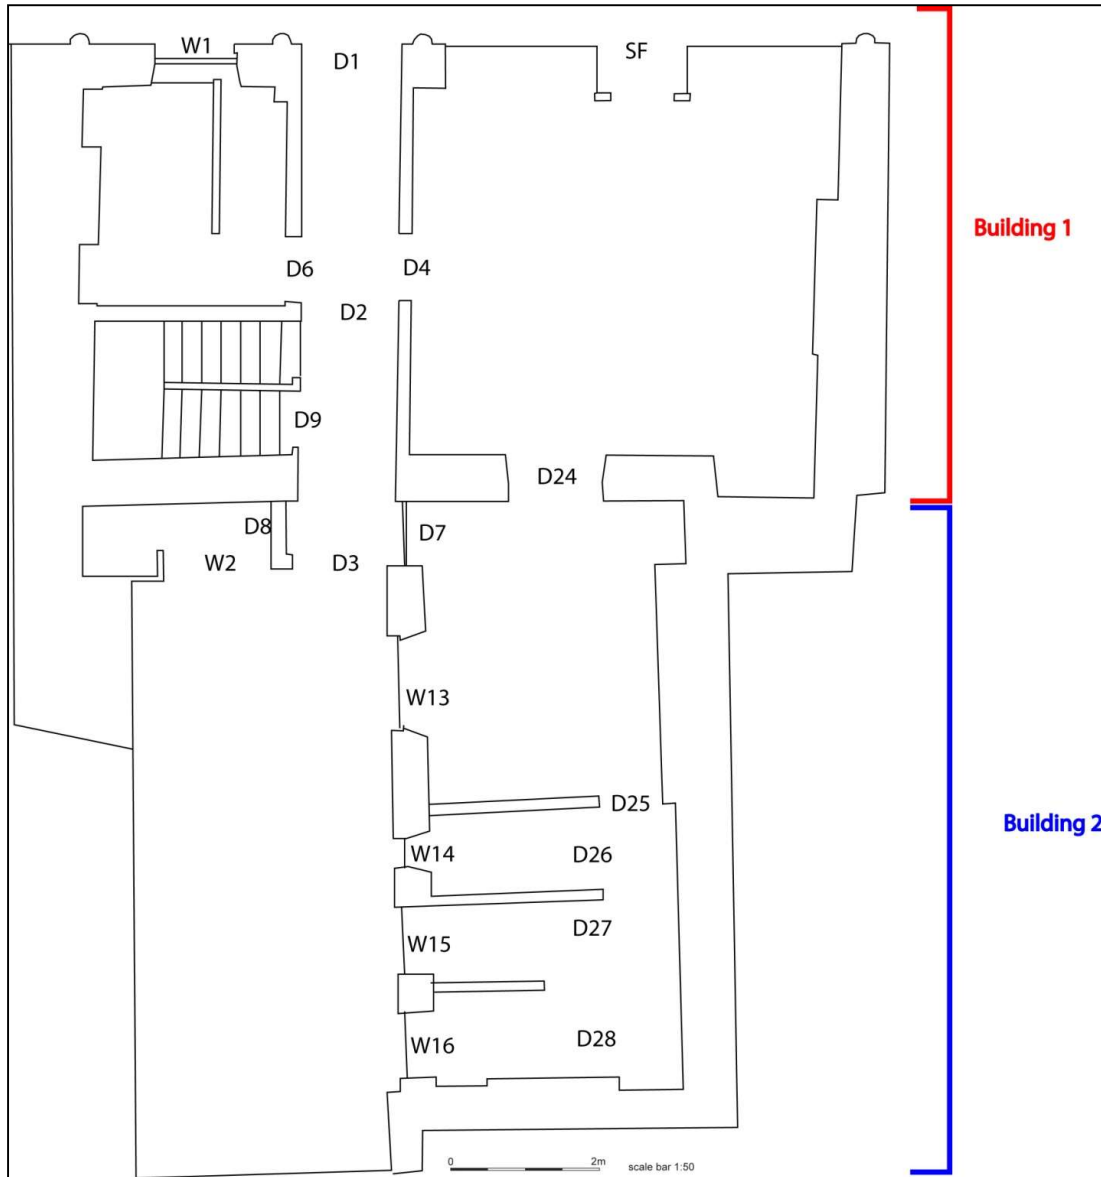 W1
D1
SF
Building 1
D6
D4
D2
D9
D24
D8
D7
W2
D3
W13
D25
Building 2
W14
D26
D27
W15
W16
D28
0 2m scale bar 1:50